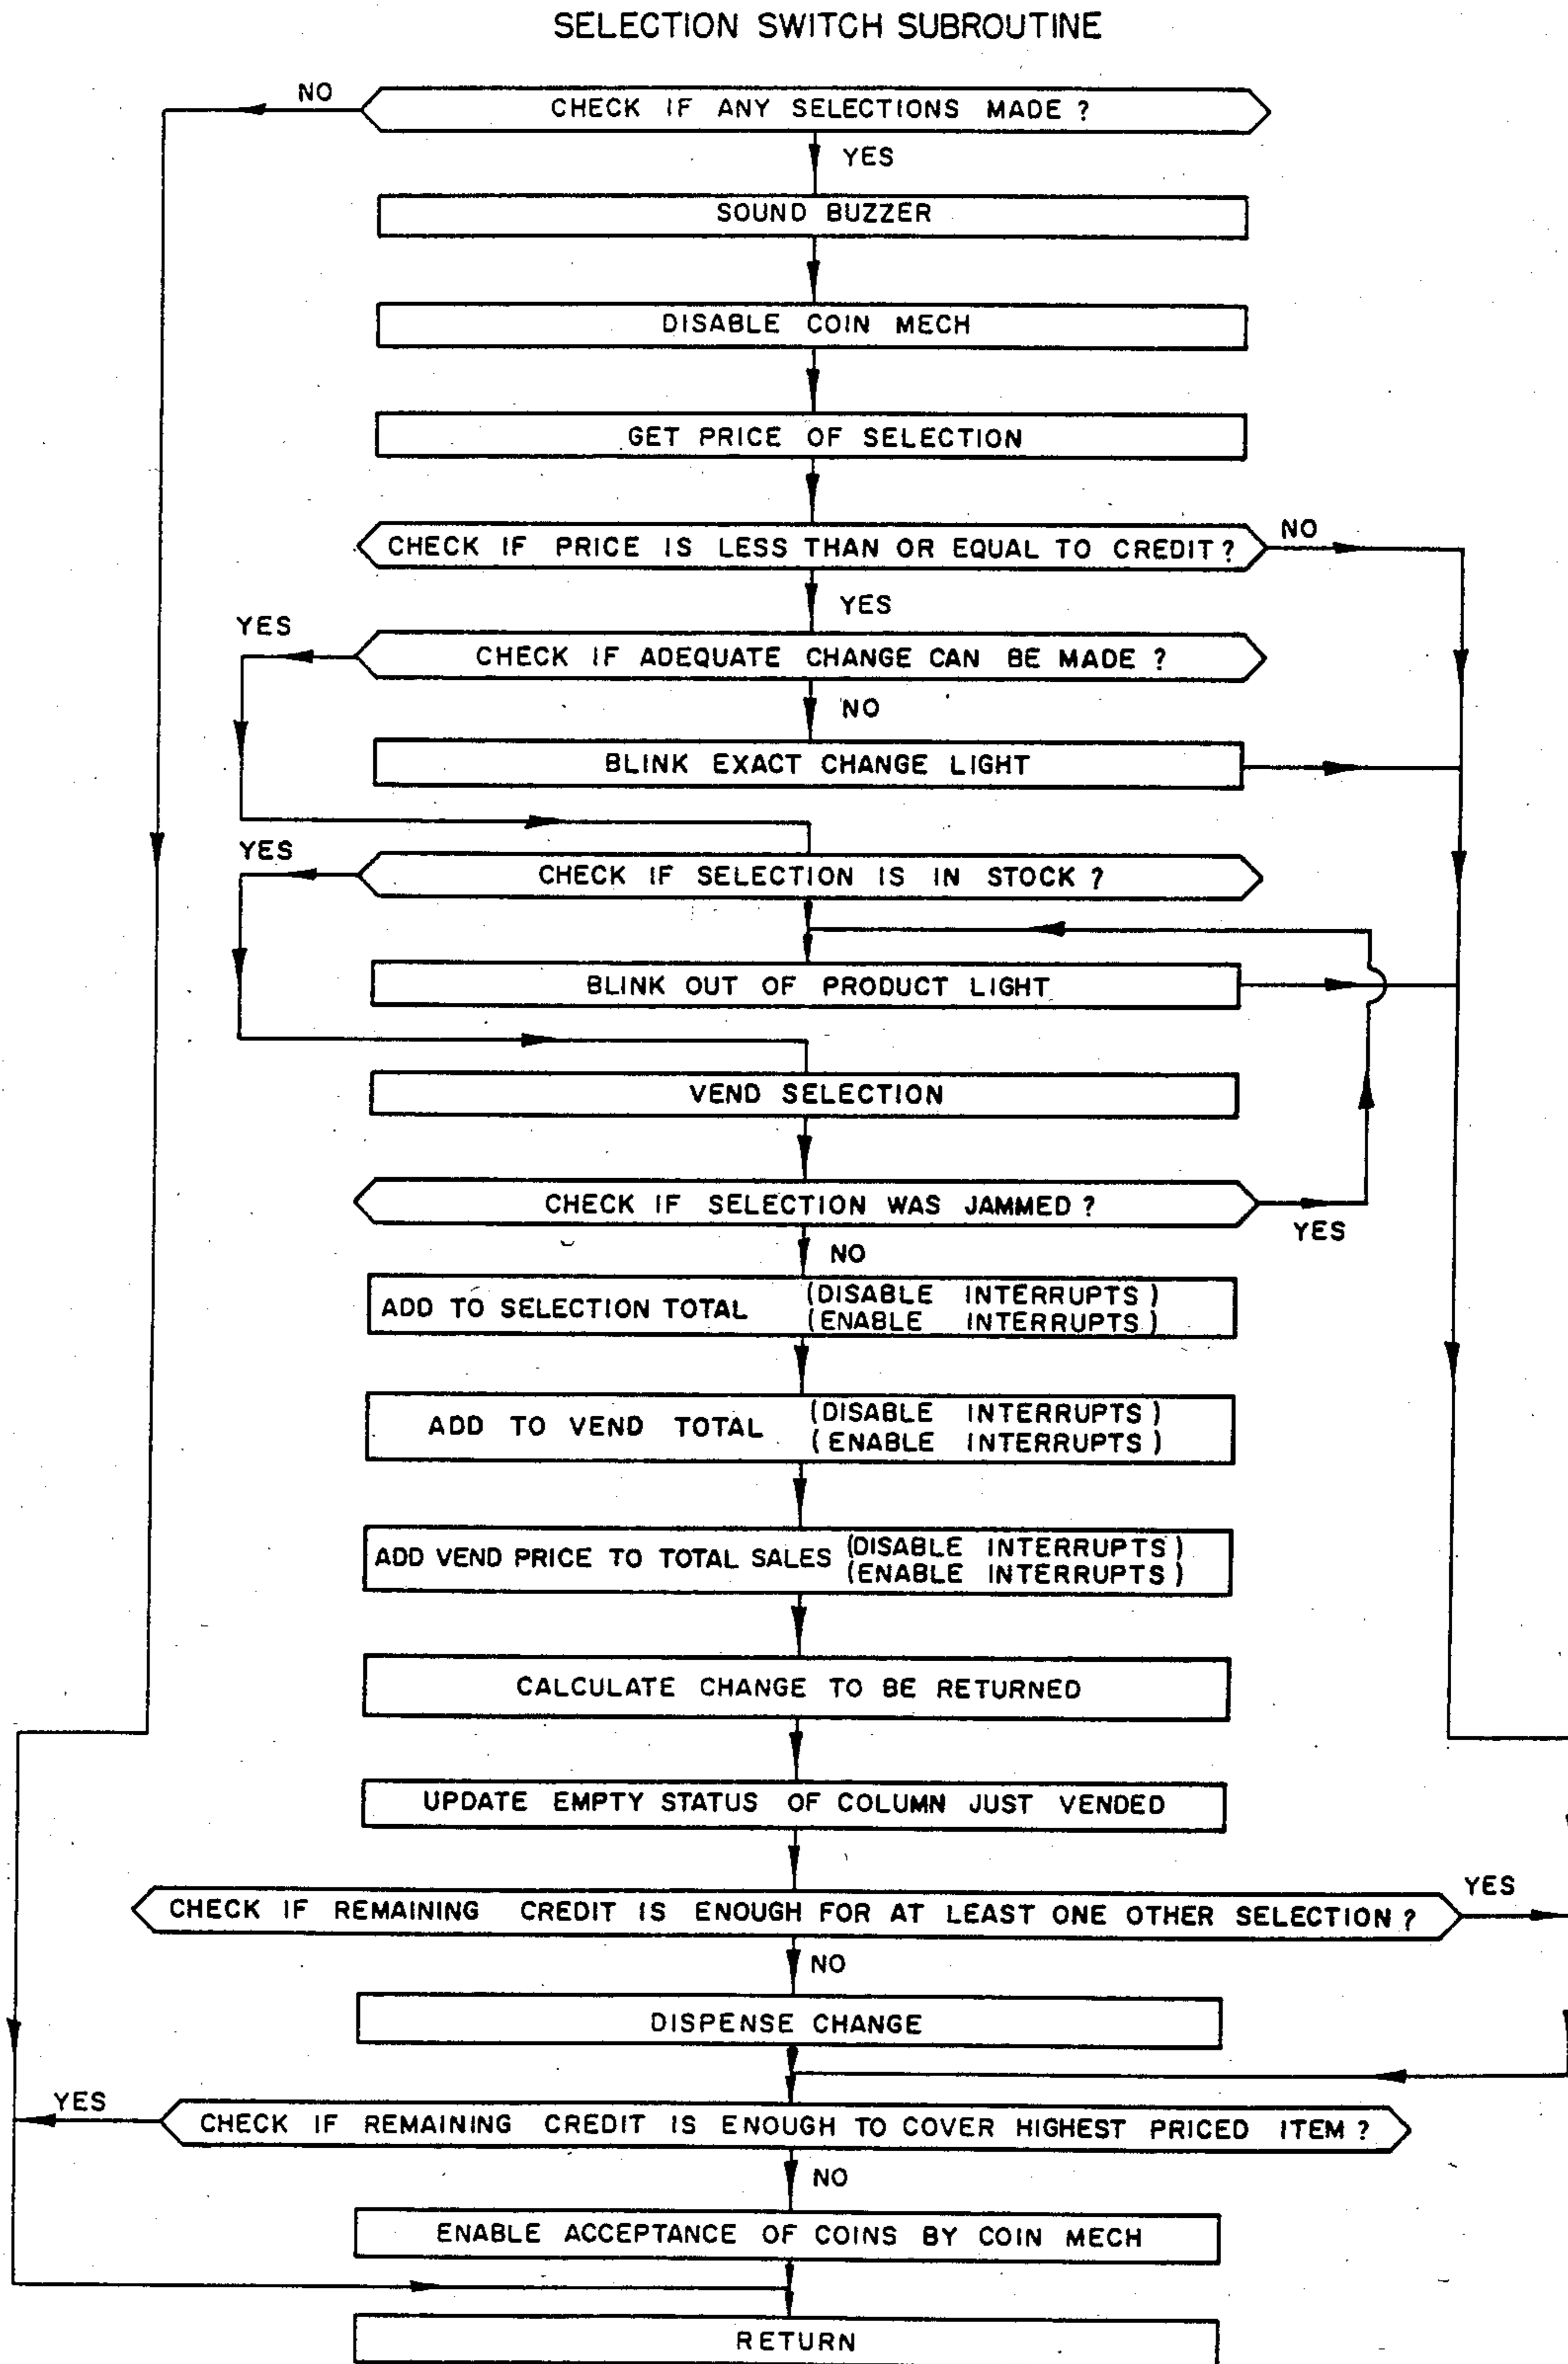 SELECTION SWITCH SUBROUTINE
NO
CHECK IF ANY SELECTIONS MADE ?
YES
SOUND BUZZER
DISABLE COIN MECH
GET PRICE OF SELECTION
CHECK IF PRICE IS LESS THAN OR EQUAL TO CREDIT ?
NO
YES
YES
CHECK IF ADEQUATE CHANGE CAN BE MADE ?
NO
BLINK EXACT CHANGE LIGHT
YES
CHECK IF SELECTION IS IN STOCK ?
BLINK OUT OF PRODUCT LIGHT
VEND SELECTION
CHECK IF SELECTION WAS JAMMED ?
YES
NO
ADD TO SELECTION TOTAL
(DISABLE INTERRUPTS)
(ENABLE INTERRUPTS)
ADD TO VEND TOTAL
(DISABLE INTERRUPTS)
(ENABLE INTERRUPTS)
ADD VEND PRICE TO TOTAL SALES
(DISABLE INTERRUPTS)
(ENABLE INTERRUPTS)
CALCULATE CHANGE TO BE RETURNED
UPDATE EMPTY STATUS OF COLUMN JUST VENDED
YES
CHECK IF REMAINING CREDIT IS ENOUGH FOR AT LEAST ONE OTHER SELECTION ?
NO
DISPENSE CHANGE
YES
CHECK IF REMAINING CREDIT IS ENOUGH TO COVER HIGHEST PRICED ITEM ?
NO
ENABLE ACCEPTANCE OF COINS BY COIN MECH
RETURN